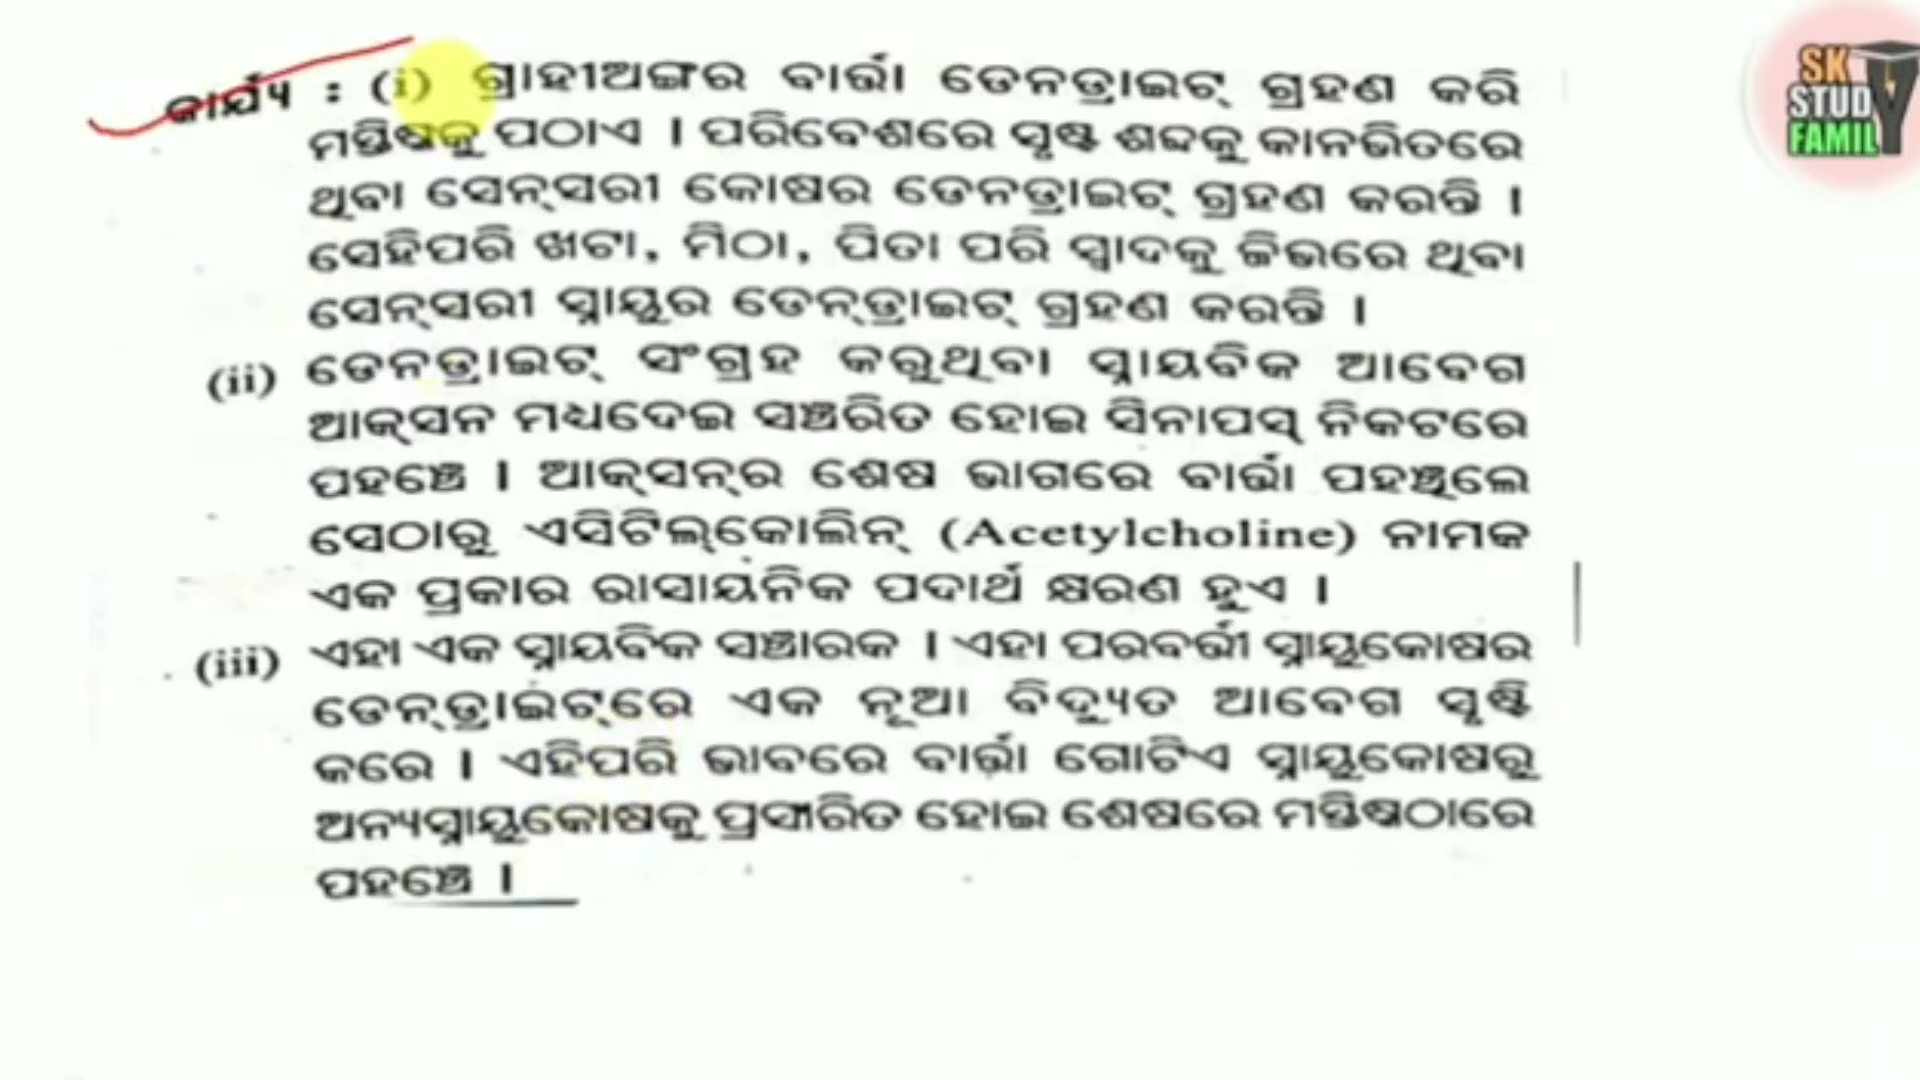 କାର୍ଯ୍ୟ : (i) ଗ୍ରାହୀଅଙ୍ଗର ବାର୍ତ୍ତା ଡେନଡ୍ରାଇଟ୍ ଗ୍ରହଣ କରି
ମସ୍ତିଷ୍କକୁ ପଠାଏ । ପରିବେଶରେ ସୃଷ୍ଟ ଶବ୍ଦକୁ କାନଭିତରେ
ଥିବା ସେନ୍‌ସରୀ କୋଷର ଡେନଡ୍ରାଇଟ୍ ଗ୍ରହଣ କରନ୍ତି ।
ସେହିପରି ଖଟା, ମିଠା, ପିତା ପରି ସ୍ୱାଦକୁ ଜିଭରେ ଥିବା
ସେନ୍‌ସରୀ ସ୍ନାୟୁର ଡେନ୍‌ଡ୍ରାଇଟ୍ ଗ୍ରହଣ କରନ୍ତି ।
(ii) ଡେନଡ୍ରାଇଟ୍ ସଂଗ୍ରହ କରୁଥିବା ସ୍ନାୟବିକ ଆବେଗ
ଆକ୍‌ସନ ମଧ୍ୟଦେଇ ସଞ୍ଚରିତ ହୋଇ ସିନାପସ୍ ନିକଟରେ
ପହଞ୍ଚେ । ଆକ୍‌ସନ୍‌ର ଶେଷ ଭାଗରେ ବାର୍ତ୍ତା ପହଞ୍ଚିଲେ
ସେଠାରୁ ଏସିଟିଲ୍‌କୋଲିନ୍ (Acetylcholine) ନାମକ
ଏକ ପ୍ରକାର ରାସାୟନିକ ପଦାର୍ଥ କ୍ଷରଣ ହୁଏ ।
(iii) ଏହା ଏକ ସ୍ନାୟବିକ ସଞ୍ଚାରକ । ଏହା ପରବର୍ତ୍ତୀ ସ୍ନାୟୁକୋଷର
ଡେନ୍‌ଡ୍ରାଇଟ୍‌ରେ ଏକ ନୂଆ ବିଦ୍ୟୁତ ଆବେଗ ସୃଷ୍ଟି
କରେ । ଏହିପରି ଭାବରେ ବାର୍ତ୍ତା ଗୋଟିଏ ସ୍ନାୟୁକୋଷରୁ
ଅନ୍ୟସ୍ନାୟୁକୋଷକୁ ପ୍ରସାରିତ ହୋଇ ଶେଷରେ ମସ୍ତିଷ୍କଠାରେ
ପହଞ୍ଚେ ।
SK
STUDY
FAMILY